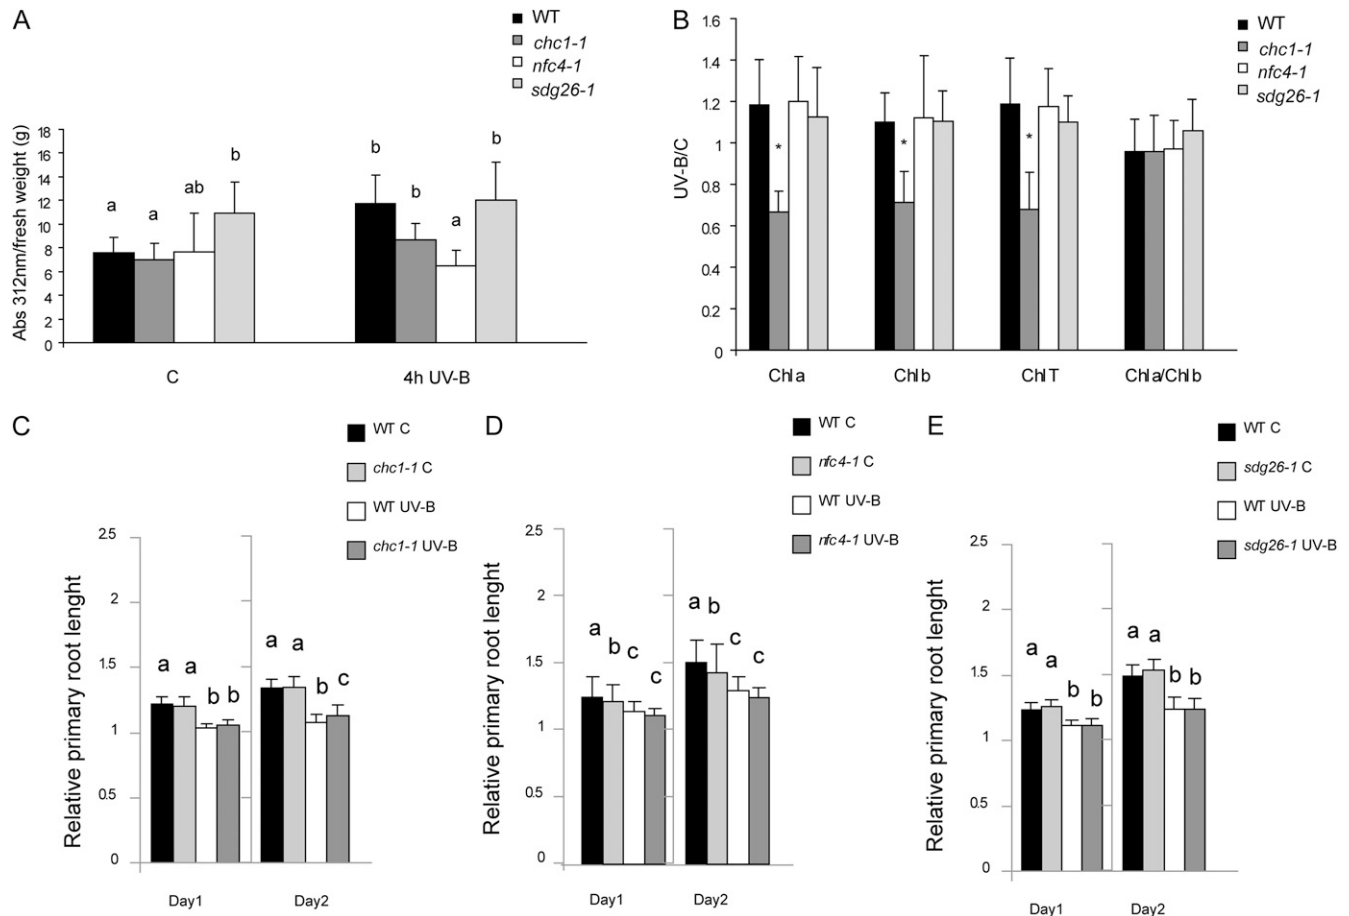 A
WT
chc1-1
nfc4-1
sdg26-1
Abs 312nm/fresh weight (g)
18
16
14
12
10
8
6
4
2
0
a
a
ab
b
b
b
a
b
C
4h UV-B
B
WT
chc1-1
nfc4-1
sdg26-1
UV-B/C
1.6
1.4
1.2
1
0.8
0.6
0.4
0.2
0
*
*
*
Chla
Chlb
ChlT
Chla/Chlb
C
WT C
chc1-1 C
WT UV-B
chc1-1 UV-B
Relative primary root lenght
2.5
2
1.5
1
0.5
0
a
a
b
b
a
a
b
c
Day1
Day2
D
WT C
nfc4-1 C
WT UV-B
nfc4-1 UV-B
Relative primary root lenght
2.5
2
1.5
1
0.5
0
a
b
c
c
a
b
c
c
Day1
Day2
E
WT C
sdg26-1 C
WT UV-B
sdg26-1 UV-B
Relative primary root lenght
2.5
2
1.5
1
0.5
0
a
a
b
b
a
a
b
b
Day1
Day2